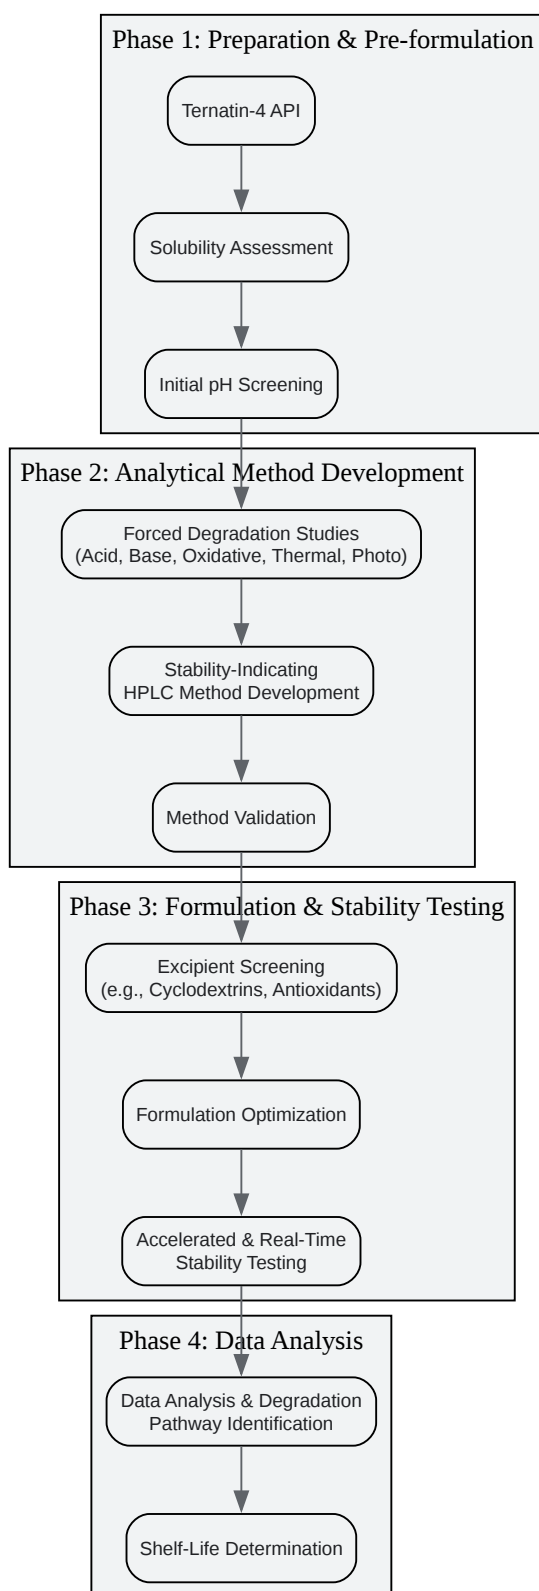 Phase 1: Preparation & Pre-formulation
Ternatin-4 API
Solubility Assessment
Initial pH Screening
Phase 2: Analytical Method Development
Forced Degradation Studies
(Acid, Base, Oxidative, Thermal, Photo)
Stability-Indicating
HPLC Method Development
Method Validation
Phase 3: Formulation & Stability Testing
Excipient Screening
(e.g., Cyclodextrins, Antioxidants)
Formulation Optimization
Accelerated & Real-Time
Stability Testing
Phase 4: Data Analysis
Data Analysis & Degradation
Pathway Identification
Shelf-Life Determination